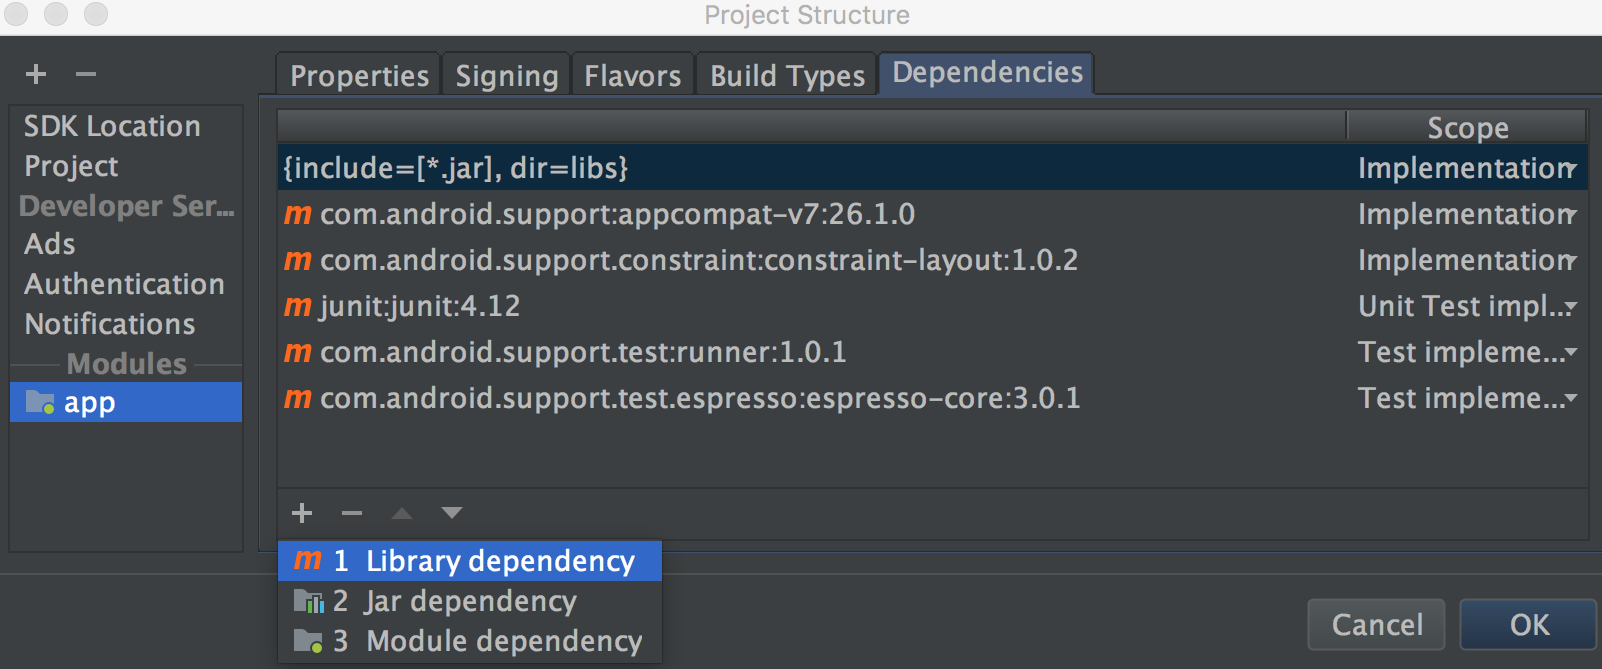 Project Structure
Properties Signing Flavors Build Types Dependencies
SDK Location
Project
Developer Ser...
Ads
Authentication
Notifications
Modules
app
Scope
{include=[*.jar], dir=libs} Implementation
m com.android.support:appcompat-v7:26.1.0 Implementation
m com.android.support.constraint:constraint-layout:1.0.2 Implementation
m junit:junit:4.12 Unit Test impl...
m com.android.support.test:runner:1.0.1 Test impleme...
m com.android.support.test.espresso:espresso-core:3.0.1 Test impleme...
m 1 Library dependency
2 Jar dependency
3 Module dependency
Cancel OK